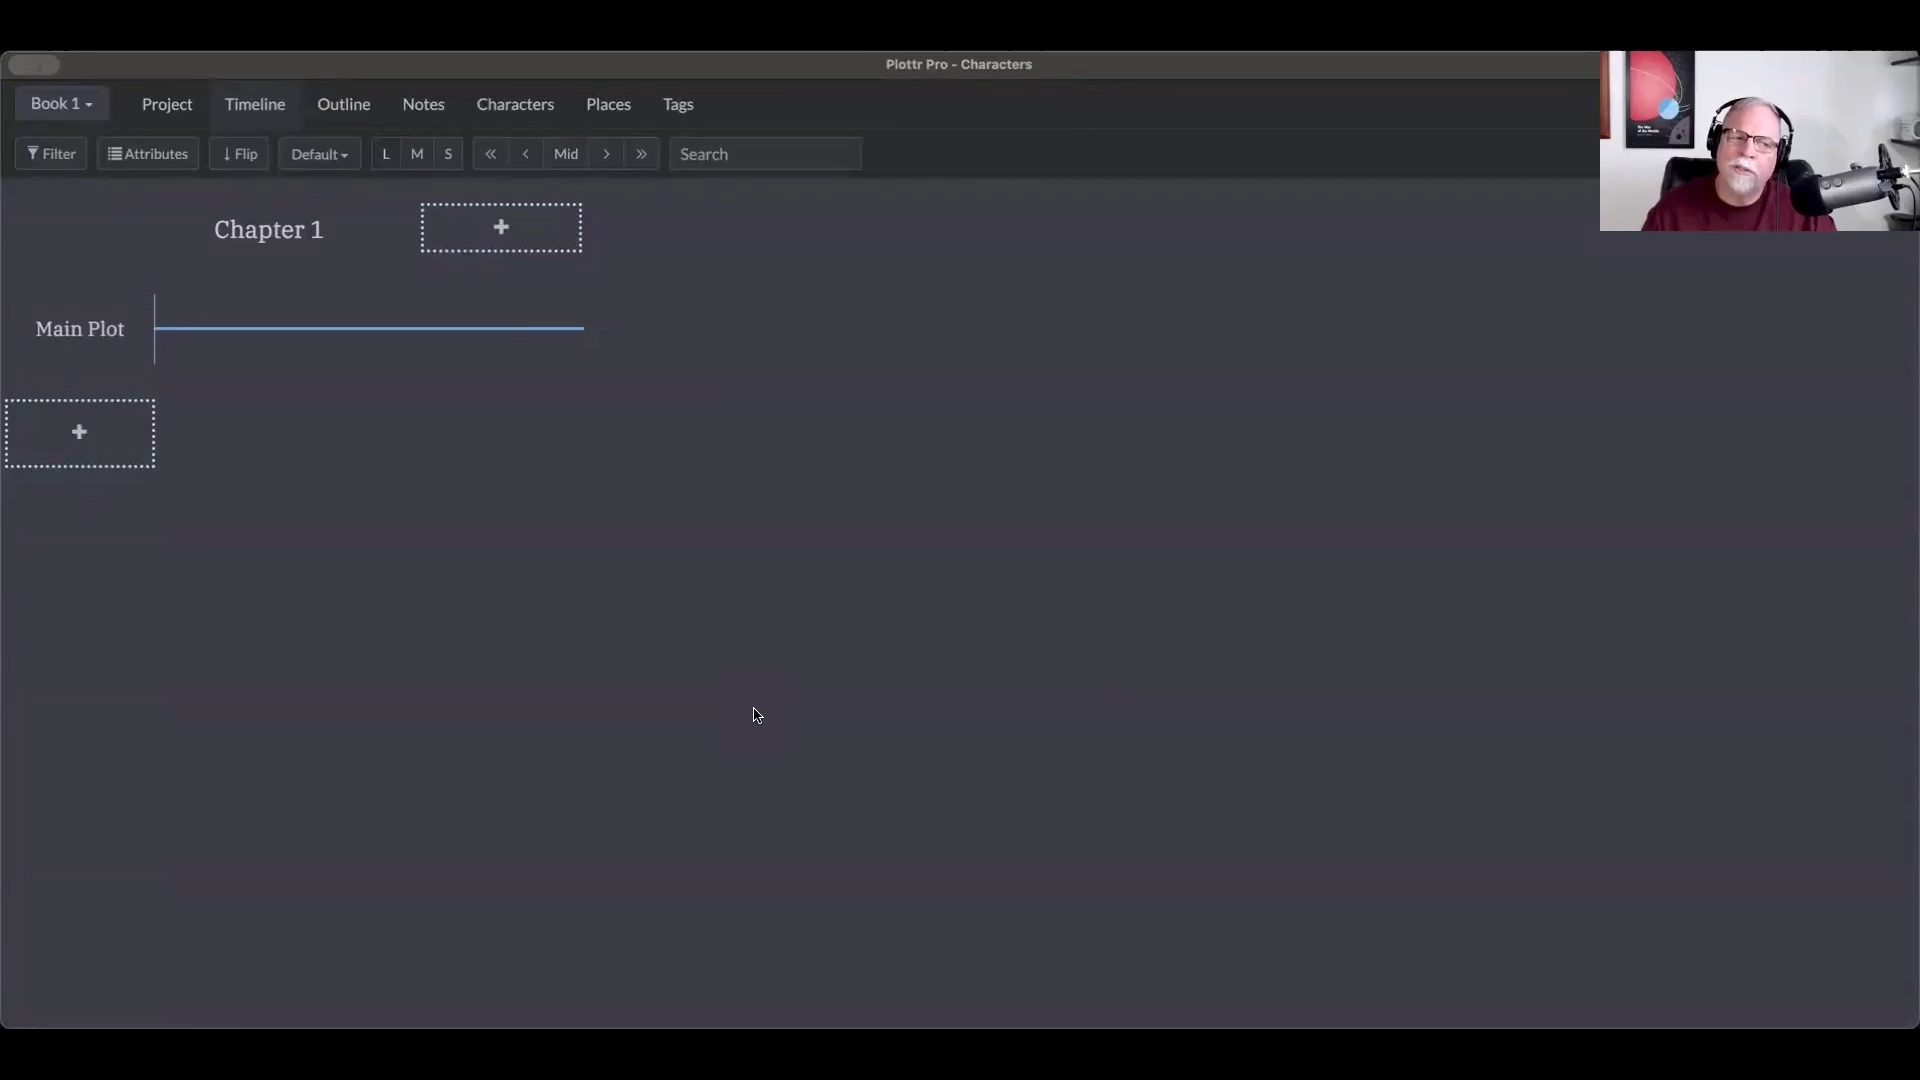 Plottr Pro - Characters
Book 1
Project
Timeline
Outline
Notes
Characters
Places
Tags
Filter
Attributes
Flip
Default
L
M
S
Mid
Search
Chapter 1
Main Plot